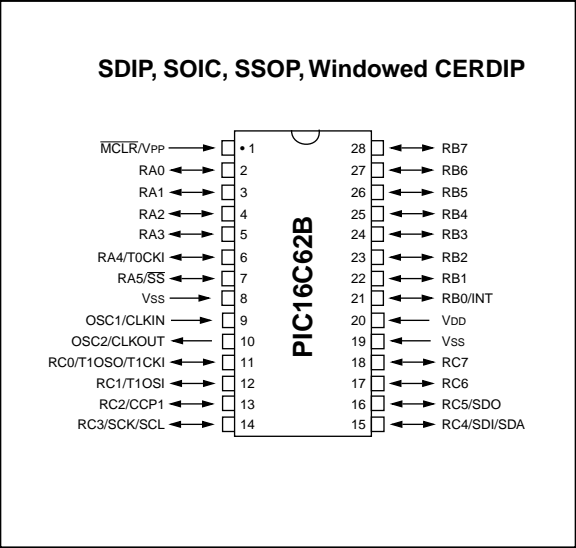 SDIP, SOIC, SSOP, Windowed CERDIP
MCLR/VPP 1 28 RB7
RA0 2 27 RB6
RA1 3 26 RB5
RA2 4 25 RB4
RA3 5 24 RB3
RA4/T0CKI 6 23 RB2
RA5/SS 7 22 RB1
VSS 8 21 RB0/INT
OSC1/CLKIN 9 20 VDD
OSC2/CLKOUT 10 19 VSS
RC0/T1OSO/T1CKI 11 18 RC7
RC1/T1OSI 12 17 RC6
RC2/CCP1 13 16 RC5/SDO
RC3/SCK/SCL 14 15 RC4/SDI/SDA
PIC16C62B